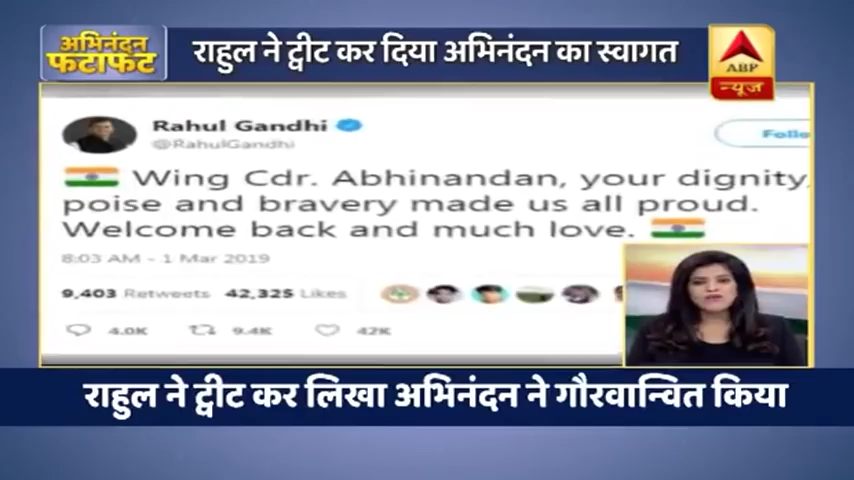 अभिनंदन
फटाफट
राहुल ने ट्वीट कर दिया अभिनंदन का स्वागत
ABP
न्यूज़
Rahul Gandhi
@RahulGandhi
Follo
Wing Cdr. Abhinandan, your dignity,
poise and bravery made us all proud.
Welcome back and much love.
8:03 AM - 1 Mar 2019
9,403 Retweets 42,325 Likes
4.0K 9.4K 42K
राहुल ने ट्वीट कर लिखा अभिनंदन ने गौरवान्वित किया